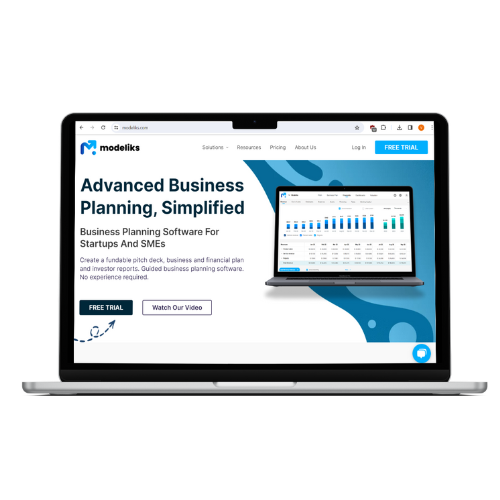 modeliks.com
modeliks
Solutions
Resources
Pricing
About Us
Log In
FREE TRIAL
Advanced Business
Planning, Simplified
Business Planning Software For
Startups And SMEs
Create a fundable pitch deck, business and financial plan
and investor reports. Guided business planning software.
No experience required.
FREE TRIAL
Watch Our Video